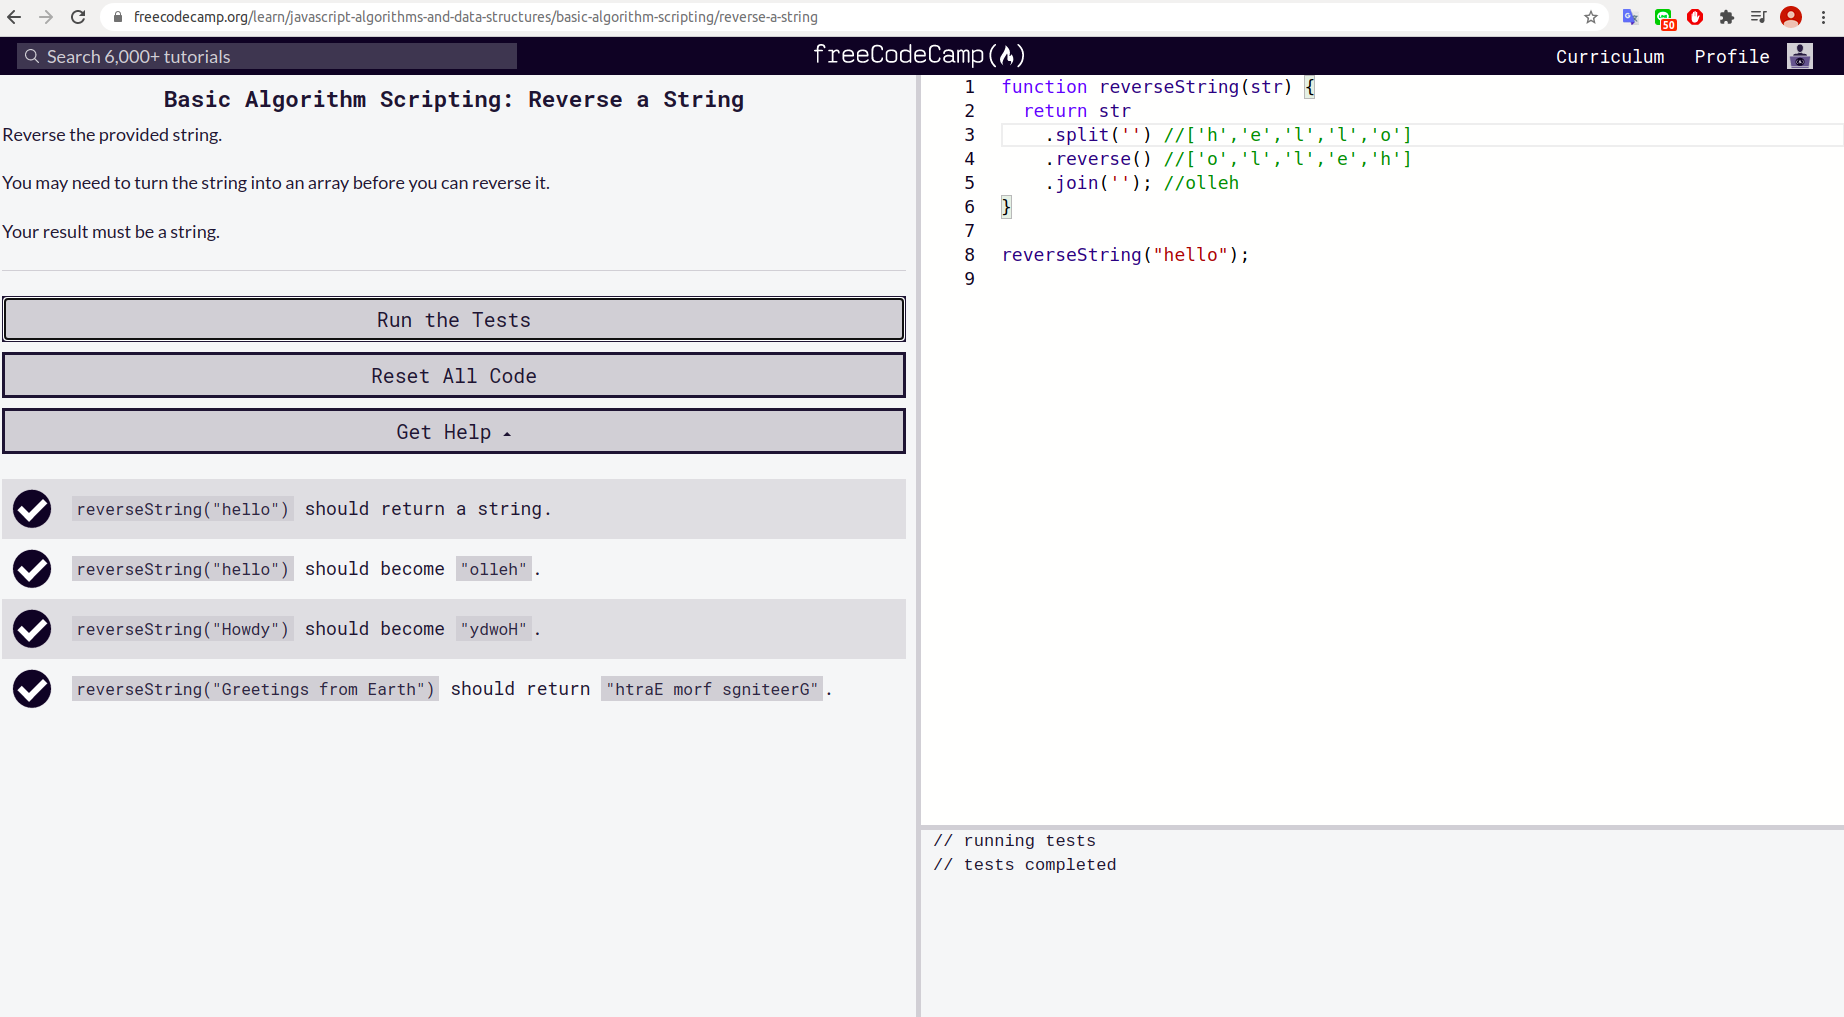 freecodecamp.org/learn/javascript-algorithms-and-data-structures/basic-algorithm-scripting/reverse-a-string
50
Search 6,000+ tutorials
freeCodeCamp
Curriculum
Profile
Basic Algorithm Scripting: Reverse a String
Reverse the provided string.
You may need to turn the string into an array before you can reverse it.
Your result must be a string.
Run the Tests
Reset All Code
Get Help
reverseString("hello") should return a string.
reverseString("hello") should become "olleh".
reverseString("Howdy") should become "ydwoH".
reverseString("Greetings from Earth") should return "htraE morf sgniteerG".
1 function reverseString(str) {
2 return str
3 .split('') //['h','e','l','l','o']
4 .reverse() //['o','l','l','e','h']
5 .join(''); //olleh
6 }
7
8 reverseString("hello");
9
// running tests
// tests completed